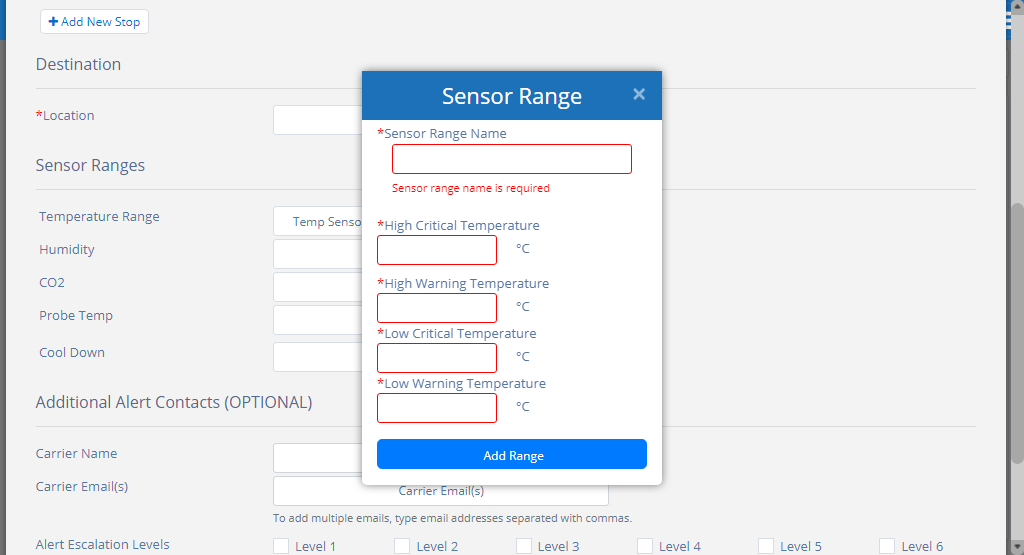 + Add New Stop
Destination
*Location
Sensor Ranges
Temperature Range
Temp Senso
Humidity
CO2
Probe Temp
Cool Down
Additional Alert Contacts (OPTIONAL)
Carrier Name
Carrier Email(s)
Carrier Email(s)
To add multiple emails, type email addresses separated with commas.
Alert Escalation Levels
Level 1
Level 2
Level 3
Level 4
Level 5
Level 6
Sensor Range ×
*Sensor Range Name
Sensor range name is required
*High Critical Temperature
°C
*High Warning Temperature
°C
*Low Critical Temperature
°C
*Low Warning Temperature
°C
Add Range